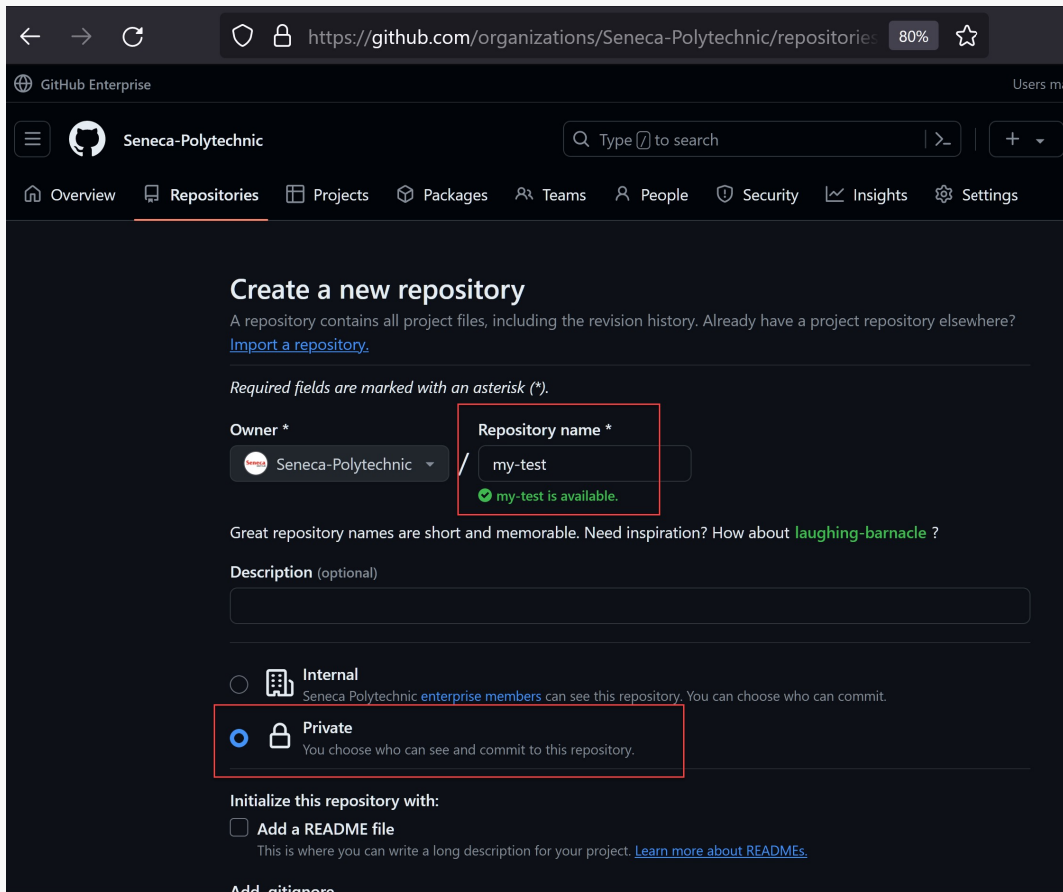 https://github.com/organizations/Seneca-Polytechnic/repositories 80%
GitHub Enterprise Users
Seneca-Polytechnic Type / to search
Overview Repositories Projects Packages Teams People Security Insights Settings
Create a new repository
A repository contains all project files, including the revision history. Already have a project repository elsewhere?
Import a repository.
Required fields are marked with an asterisk (*).
Owner * Repository name *
Seneca Seneca-Polytechnic / my-test
my-test is available.
Great repository names are short and memorable. Need inspiration? How about laughing-barnacle ?
Description (optional)
Internal
Seneca Polytechnic enterprise members can see this repository. You can choose who can commit.
Private
You choose who can see and commit to this repository.
Initialize this repository with:
Add a README file
This is where you can write a long description for your project. Learn more about READMEs.
Add .gitignore